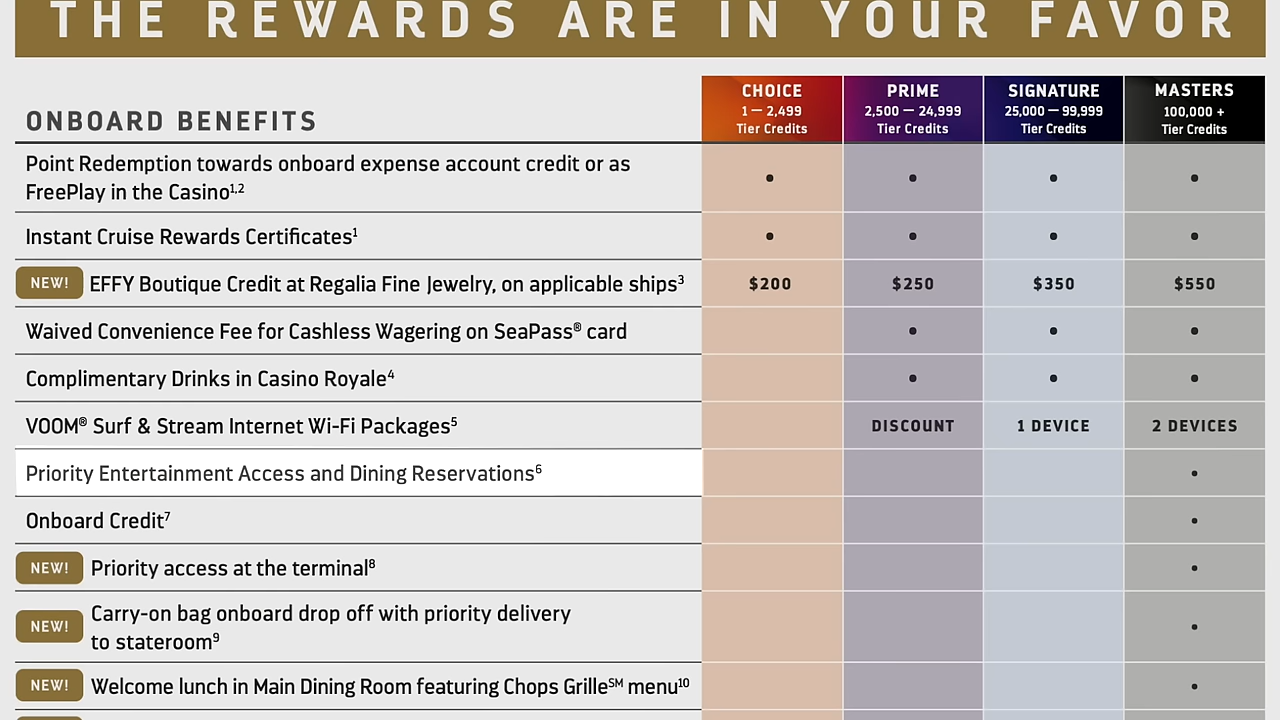 THE REWARDS ARE IN YOUR FAVOR
ONBOARD BENEFITS
CHOICE
1 — 2,499
Tier Credits
PRIME
2,500 — 24,999
Tier Credits
SIGNATURE
25,000 — 99,999
Tier Credits
MASTERS
100,000 +
Tier Credits
Point Redemption towards onboard expense account credit or as
FreePlay in the Casino1,2
• • • •
Instant Cruise Rewards Certificates1 • • • •
NEW! EFFY Boutique Credit at Regalia Fine Jewelry, on applicable ships3 $200 $250 $350 $550
Waived Convenience Fee for Cashless Wagering on SeaPass® card • • •
Complimentary Drinks in Casino Royale4 • • •
VOOM® Surf & Stream Internet Wi-Fi Packages5 DISCOUNT 1 DEVICE 2 DEVICES
Priority Entertainment Access and Dining Reservations6 •
Onboard Credit7 •
NEW! Priority access at the terminal8 •
NEW! Carry-on bag onboard drop off with priority delivery
to stateroom9 •
NEW! Welcome lunch in Main Dining Room featuring Chops Grille℠ menu10 •